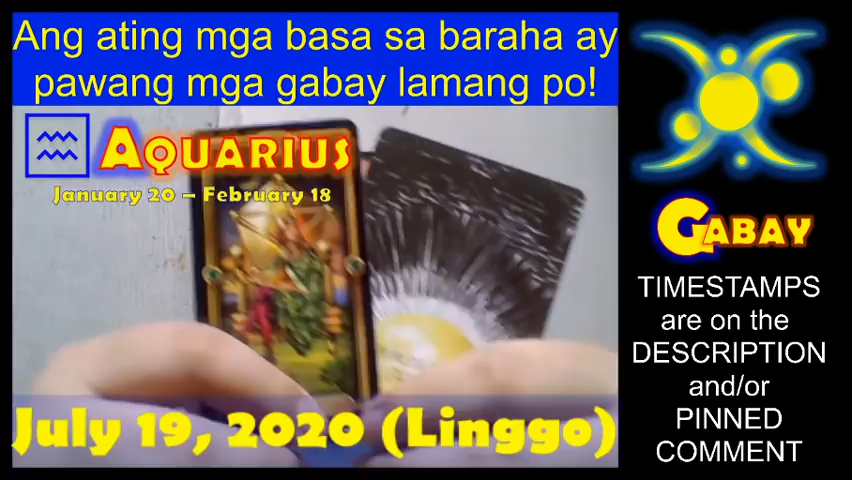 Ang ating mga basa sa baraha ay
pawang mga gabay lamang po!
AQUARIUS
January 20 – February 18
July 19, 2020 (Linggo)
GABAY
TIMESTAMPS
are on the
DESCRIPTION
and/or
PINNED
COMMENT